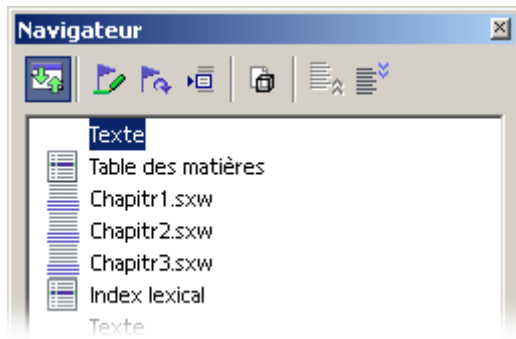 Navigateur
Texte
Table des matières
Chapitr1.sxw
Chapitr2.sxw
Chapitr3.sxw
Index lexical
Texte